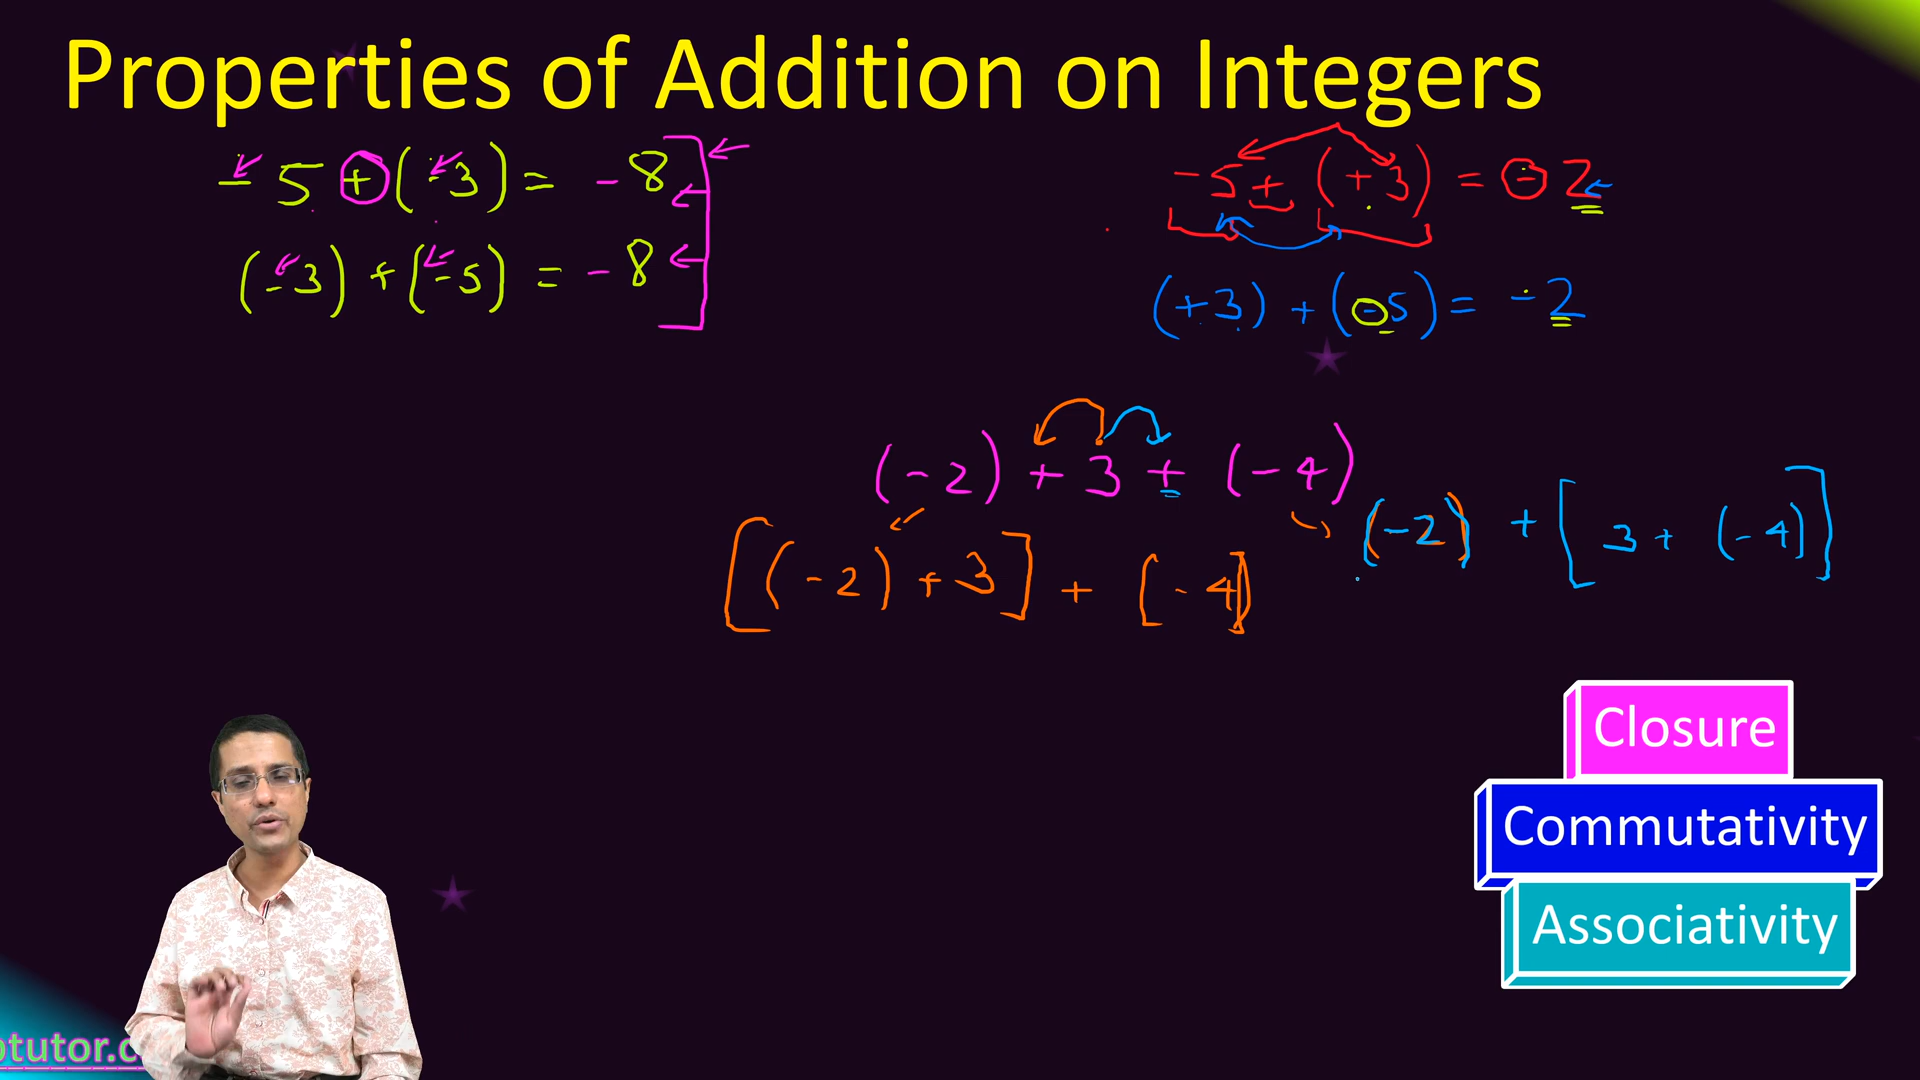 Properties of Addition on Integers
- 5 + (-3) = - 8
(-3) + (-5) = - 8
- 5 + (+3) = - 2
(+3) + (-5) = - 2
(-2) + 3 + (-4)
[(-2) + 3] + [-4)]
(-2) + [3 + (-4)]
Closure
Commutativity
Associativity